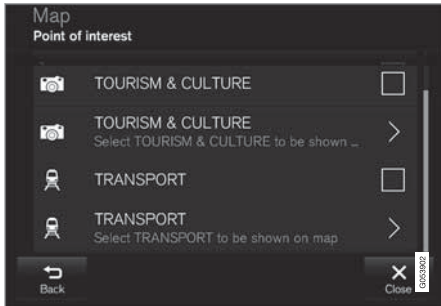 Map
Point of interest
TOURISM & CULTURE
TOURISM & CULTURE
Select TOURISM & CULTURE to be shown ...
TRANSPORT
TRANSPORT
Select TRANSPORT to be shown on map
Back
Close
G053902